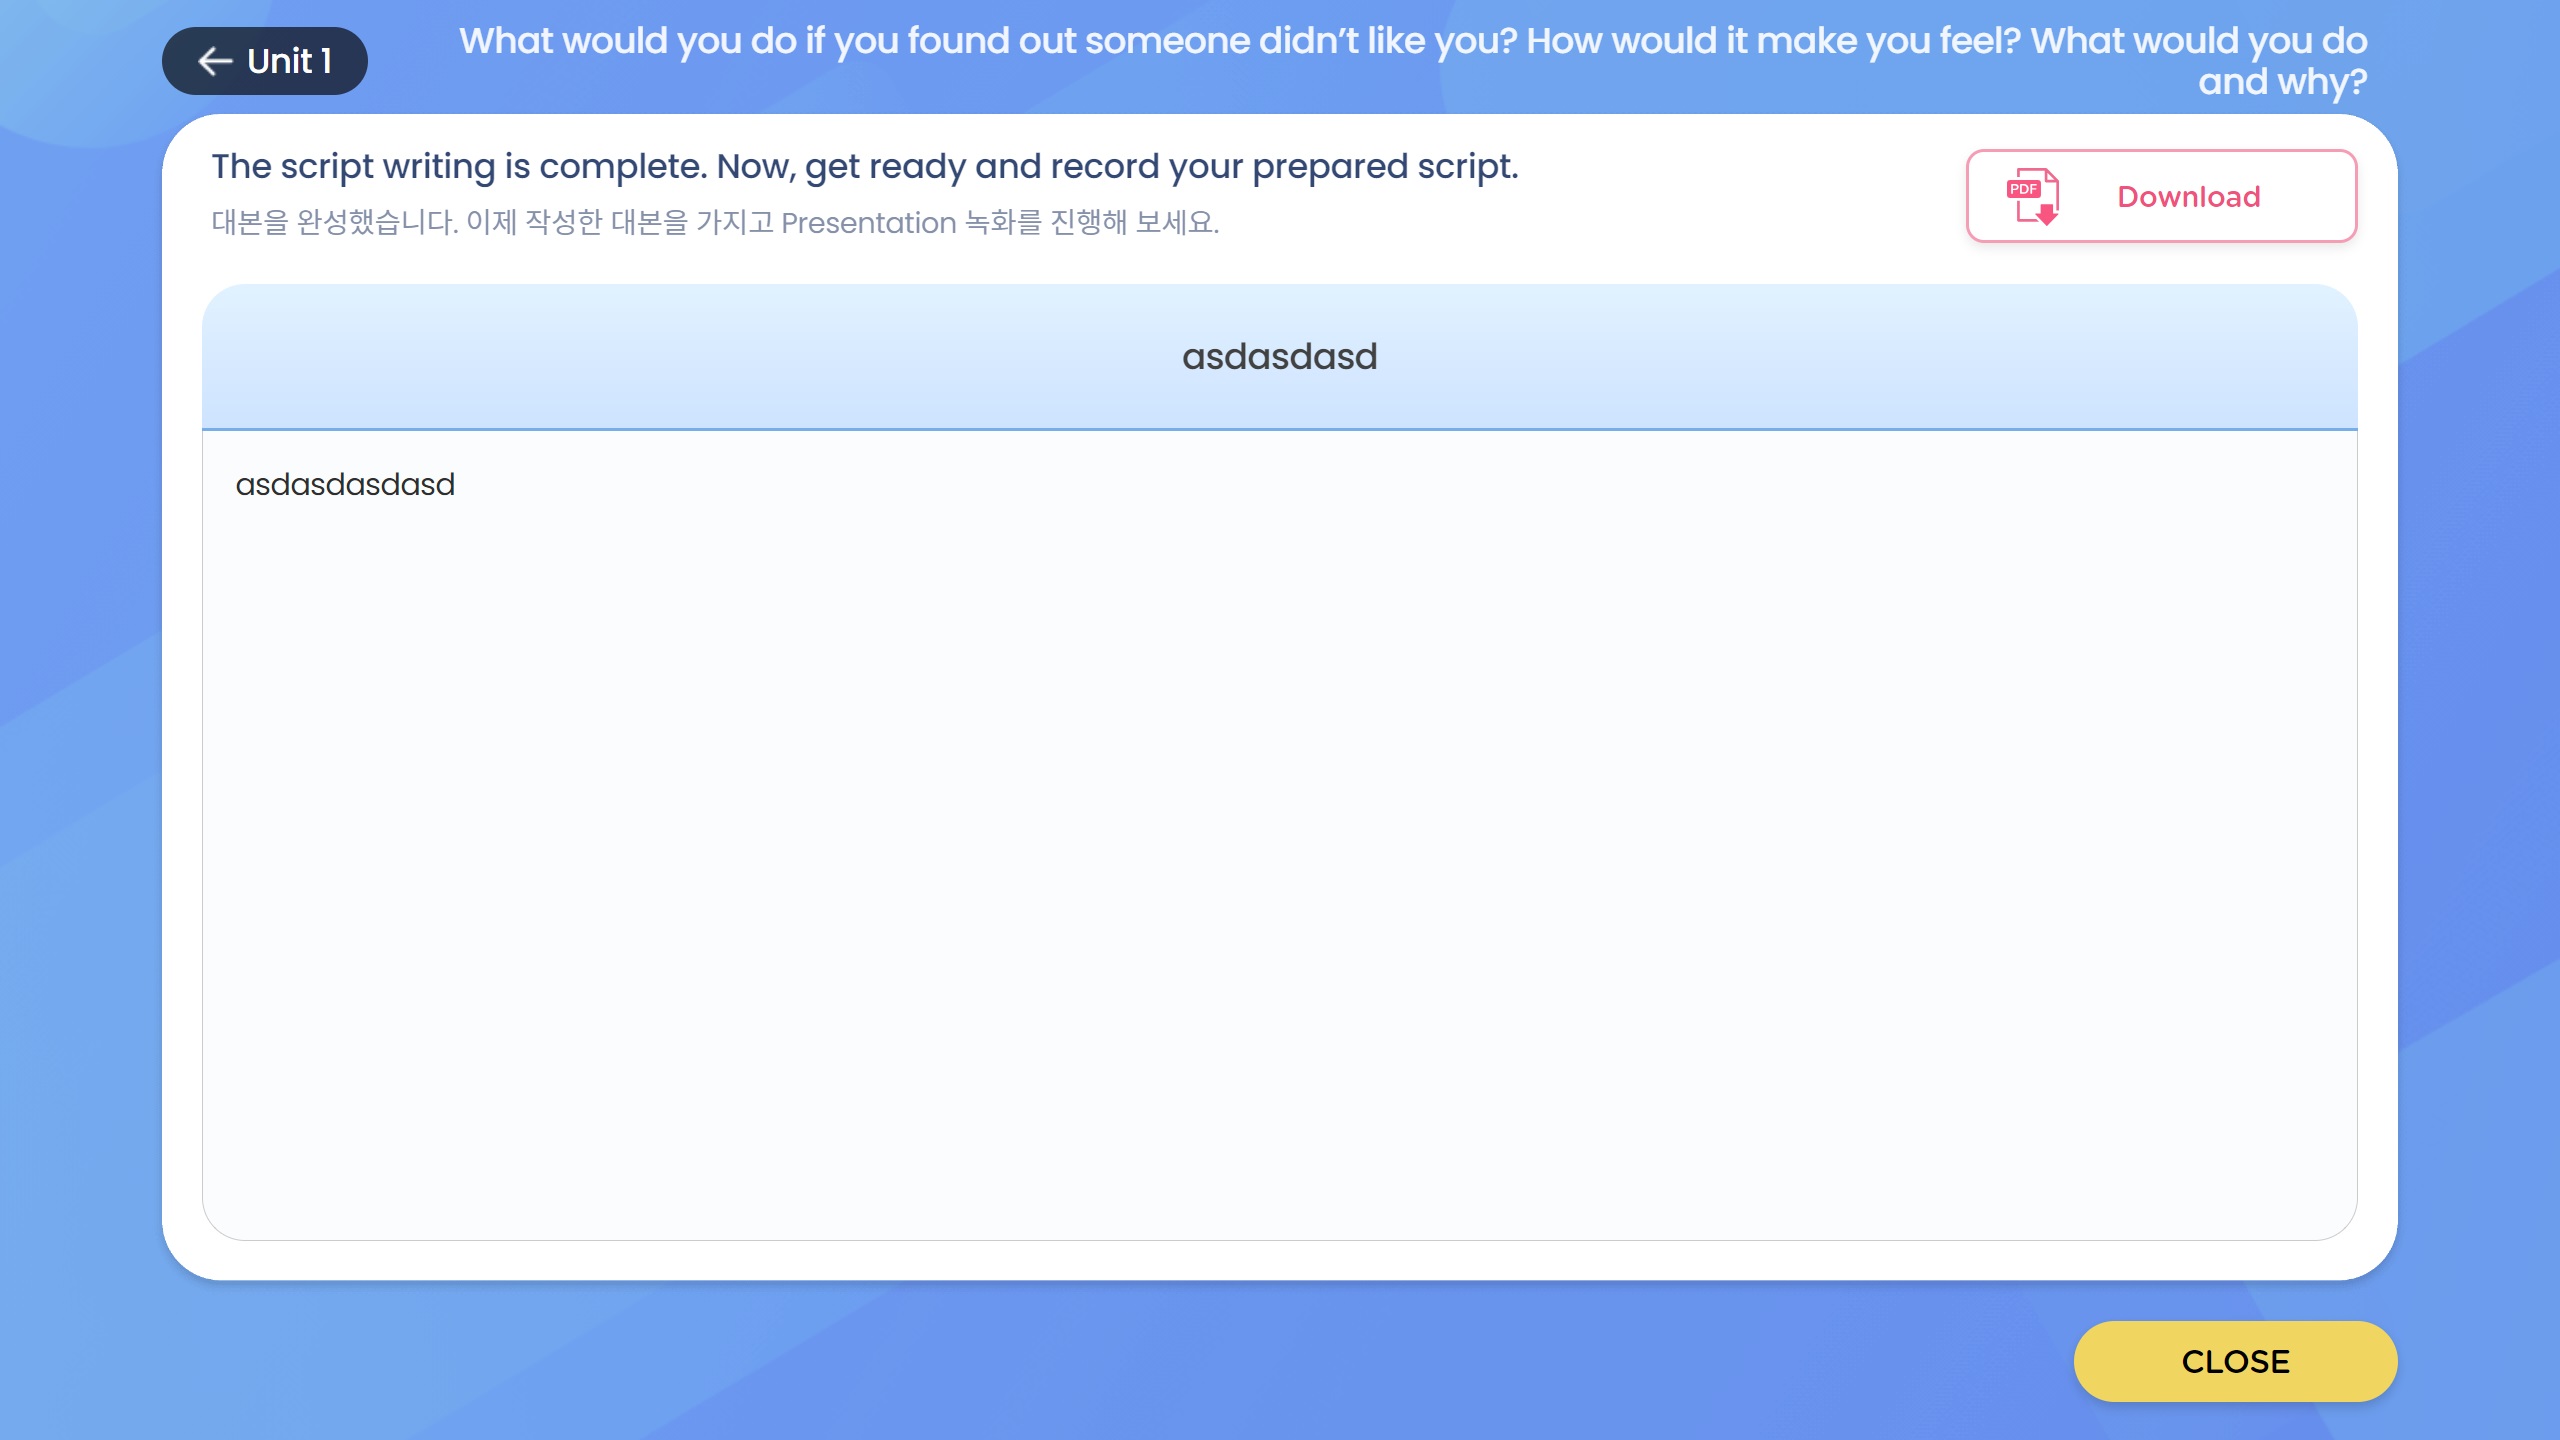 Unit 1
What would you do if you found out someone didn’t like you? How would it make you feel? What would you do
and why?
The script writing is complete. Now, get ready and record your prepared script.
대본을 완성했습니다. 이제 작성한 대본을 가지고 Presentation 녹화를 진행해 보세요.
PDF
Download
asdasdasd
asdasdasdasd
CLOSE